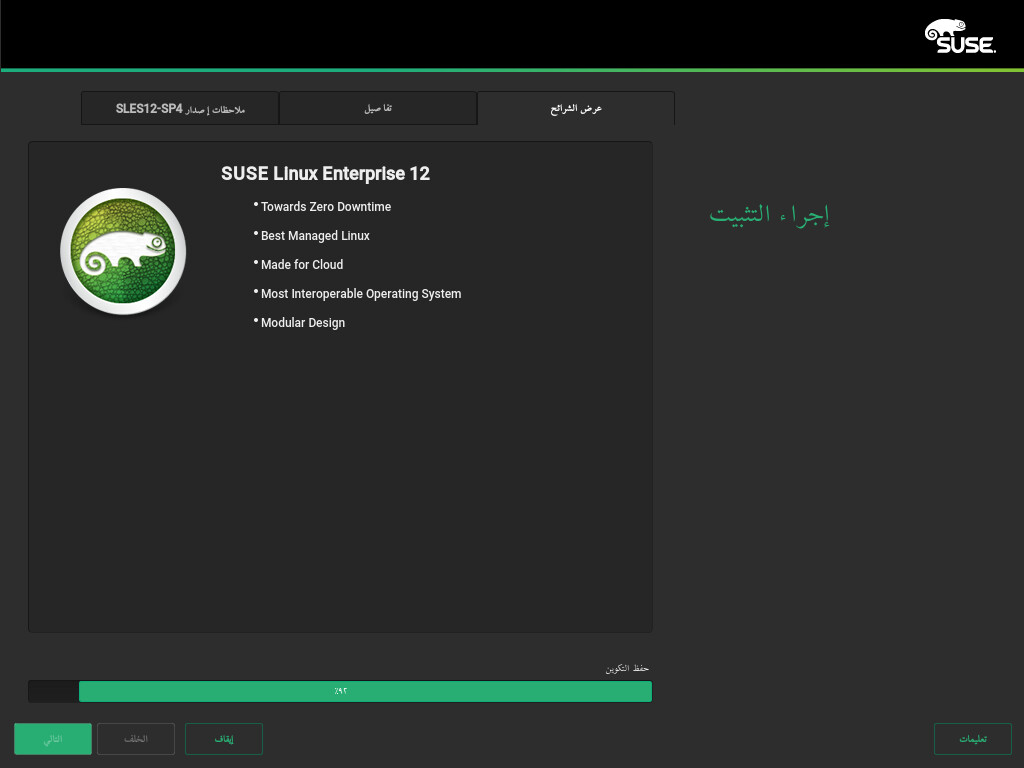 SUSE
عرض الشرائح
تفاصيل
ملاحظات إصدار SLES12-SP4
إجراء التثبيت
SUSE Linux Enterprise 12
• Towards Zero Downtime
• Best Managed Linux
• Made for Cloud
• Most Interoperable Operating System
• Modular Design
حفظ التكوين
٩٢٪
تعليمات
إيقاف
الخلف
التالي